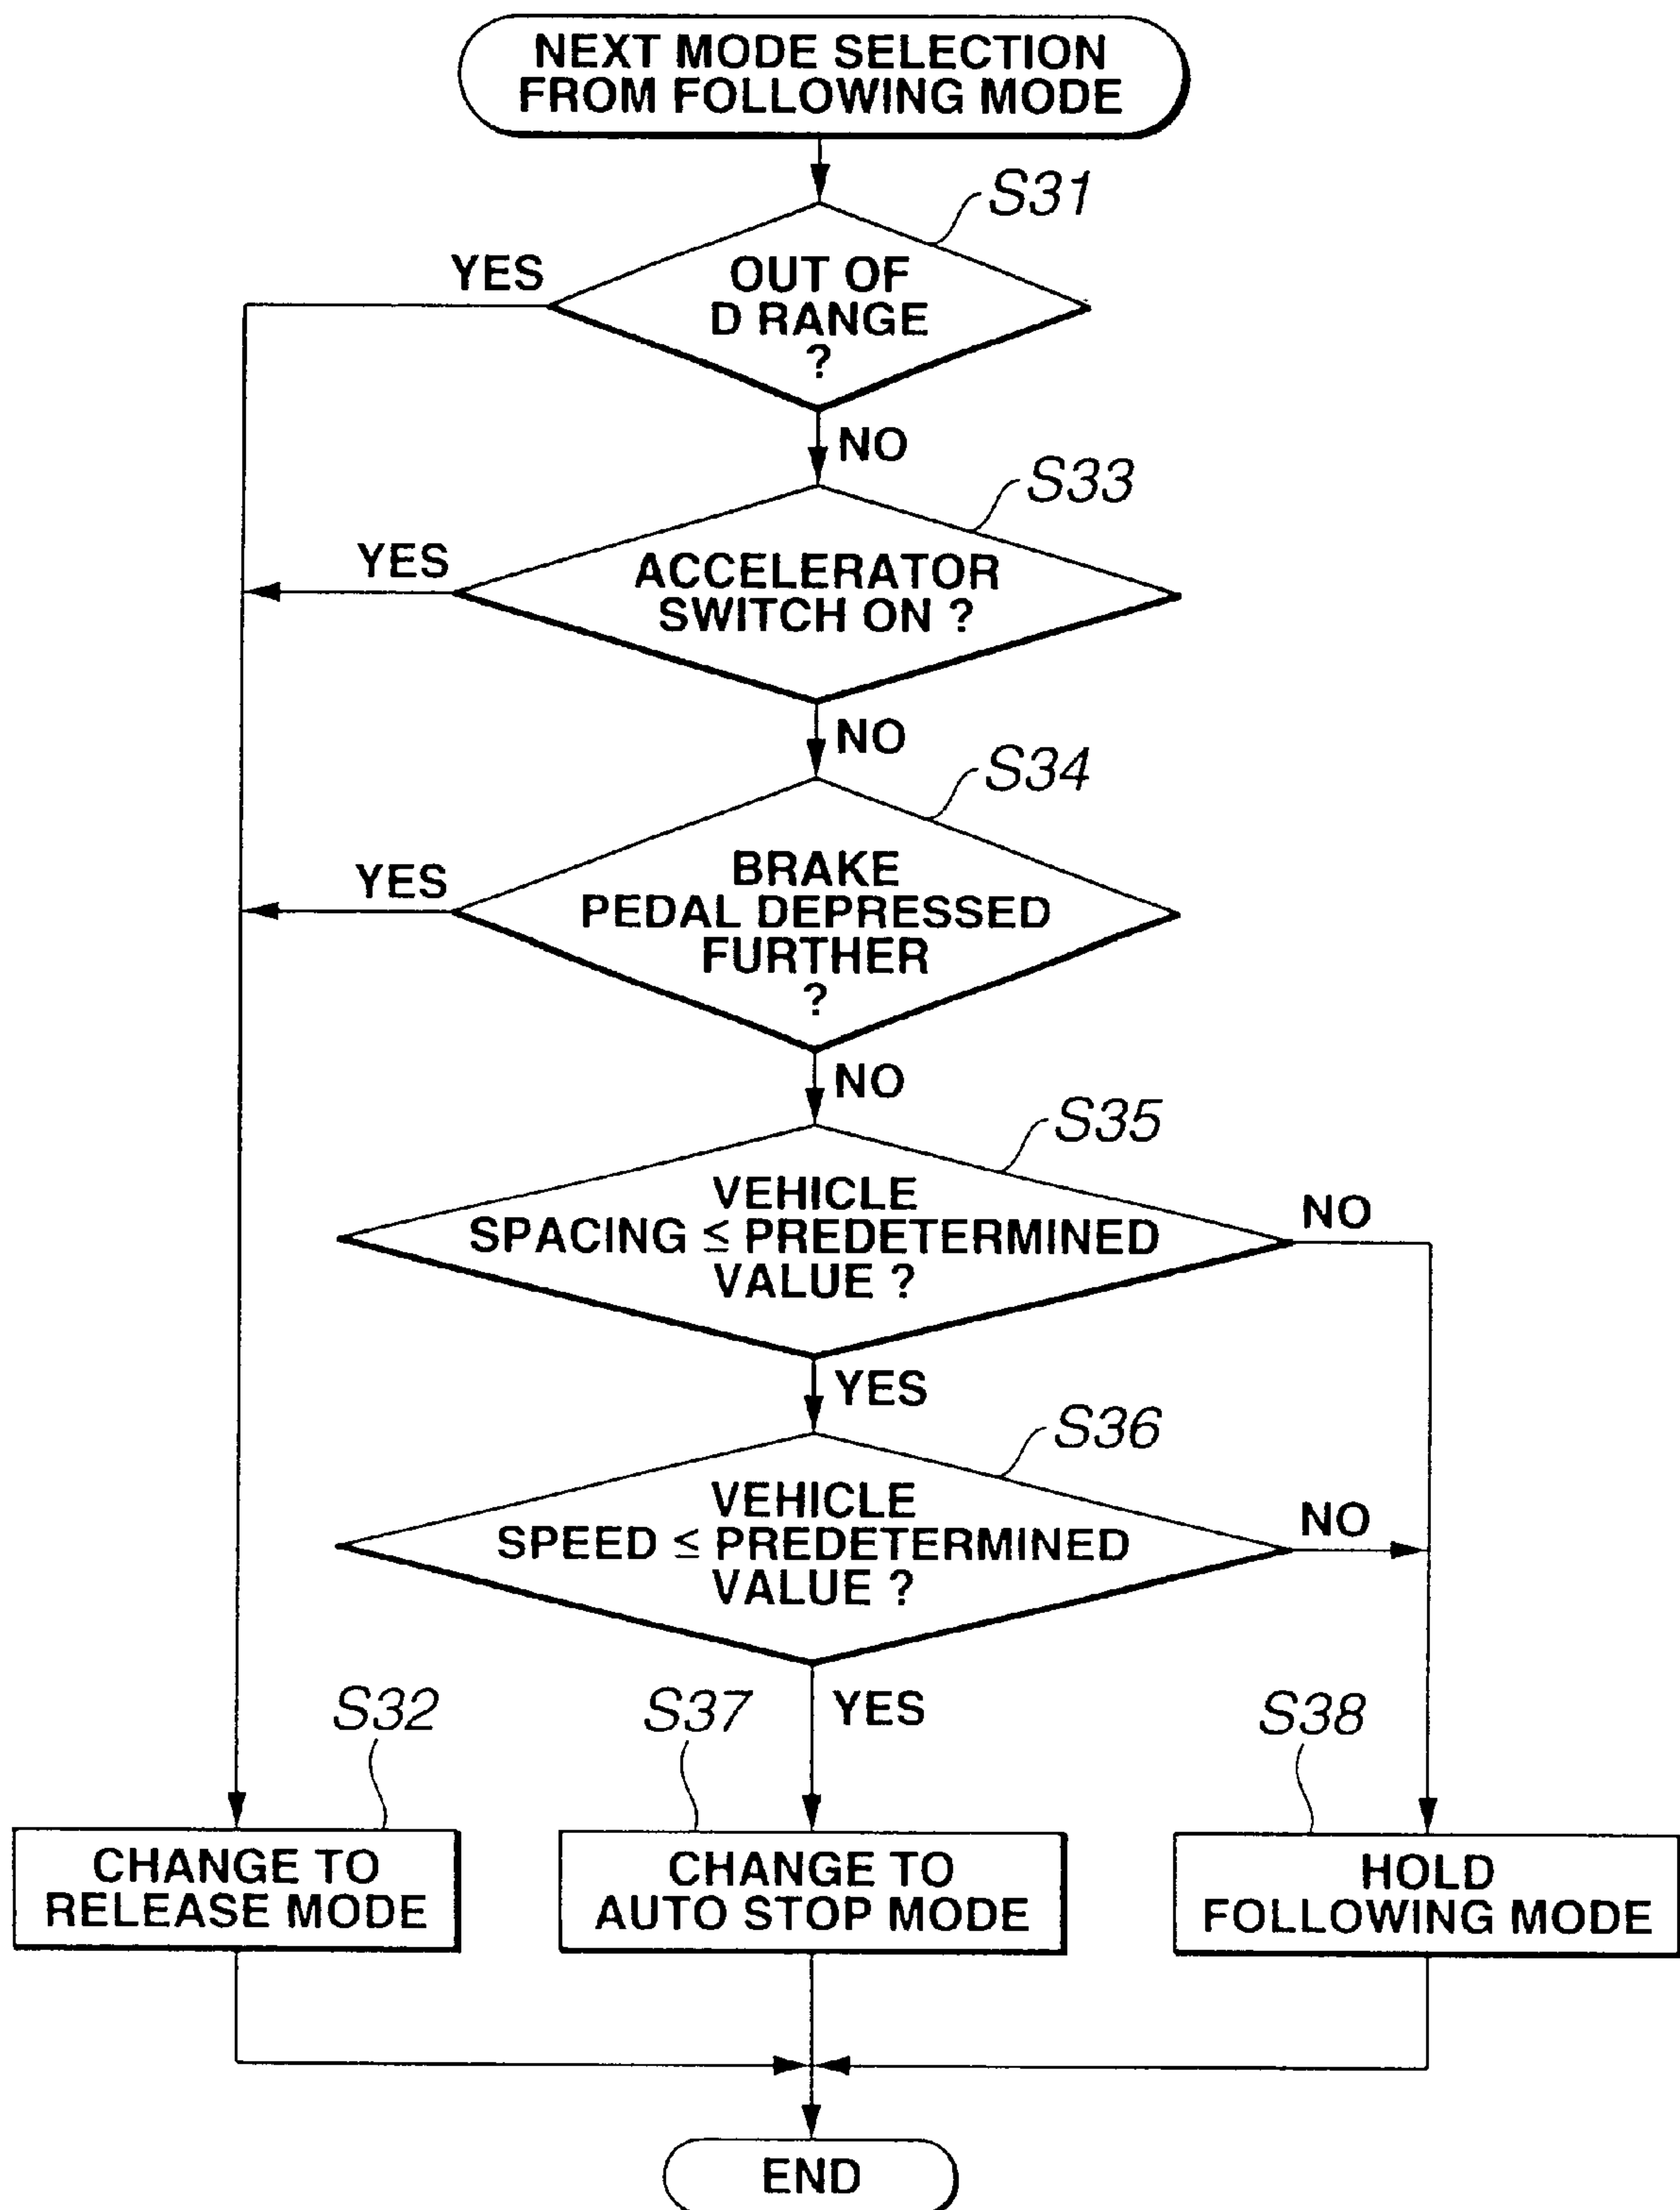 NEXT MODE SELECTION
FROM FOLLOWING MODE
S31
YES
OUT OF
D RANGE
?
NO
S33
YES
ACCELERATOR
SWITCH ON ?
NO
S34
YES
BRAKE
PEDAL DEPRESSED
FURTHER
?
NO
S35
VEHICLE
SPACING ≤ PREDETERMINED
VALUE ?
NO
YES
S36
VEHICLE
SPEED ≤ PREDETERMINED
VALUE ?
NO
YES
S32
S37
S38
CHANGE TO
RELEASE MODE
CHANGE TO
AUTO STOP MODE
HOLD
FOLLOWING MODE
END